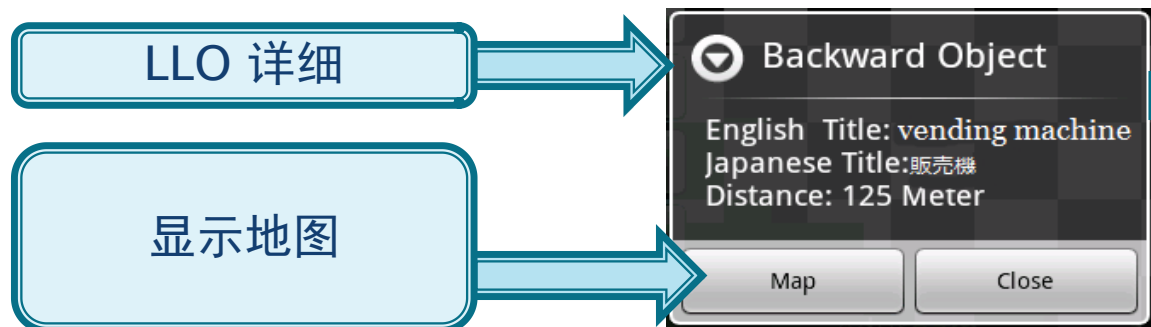 LLO 详细
显示地图
Backward Object
English Title: vending machine
Japanese Title:販売機
Distance: 125 Meter
Map
Close